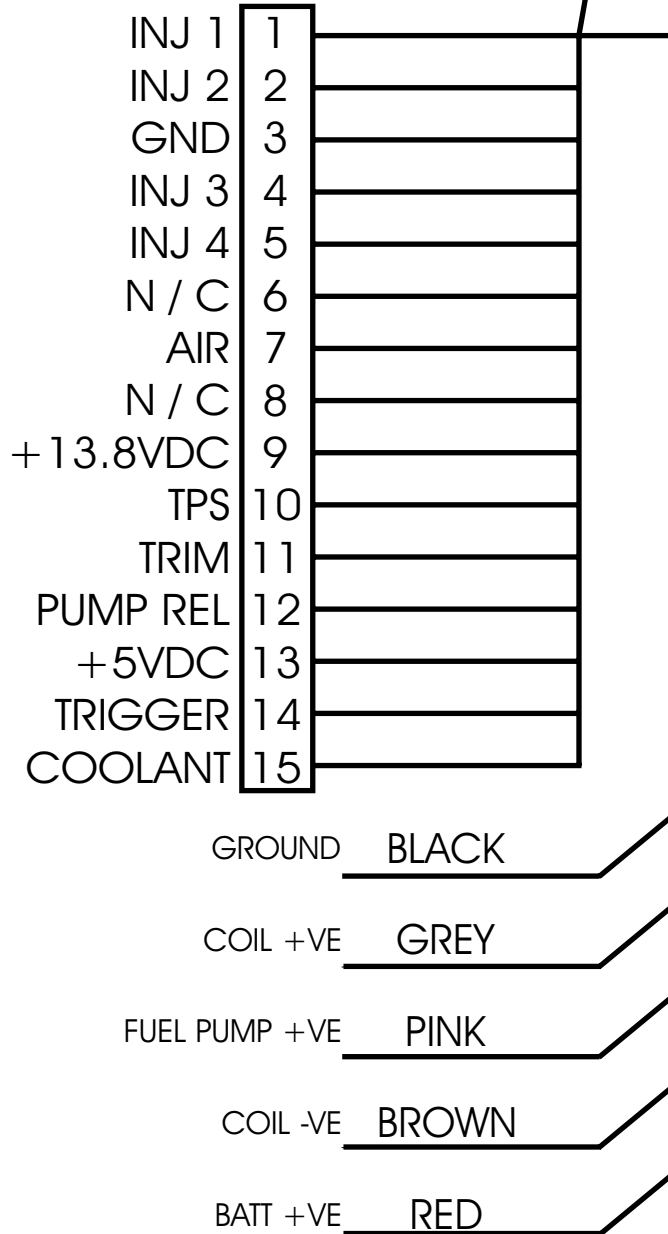 INJ 1 1
INJ 2 2
GND 3
INJ 3 4
INJ 4 5
N / C 6
AIR 7
N / C 8
+13.8VDC 9
TPS 10
TRIM 11
PUMP REL 12
+5VDC 13
TRIGGER 14
COOLANT 15
GROUND BLACK
COIL +VE GREY
FUEL PUMP +VE PINK
COIL -VE BROWN
BATT +VE RED